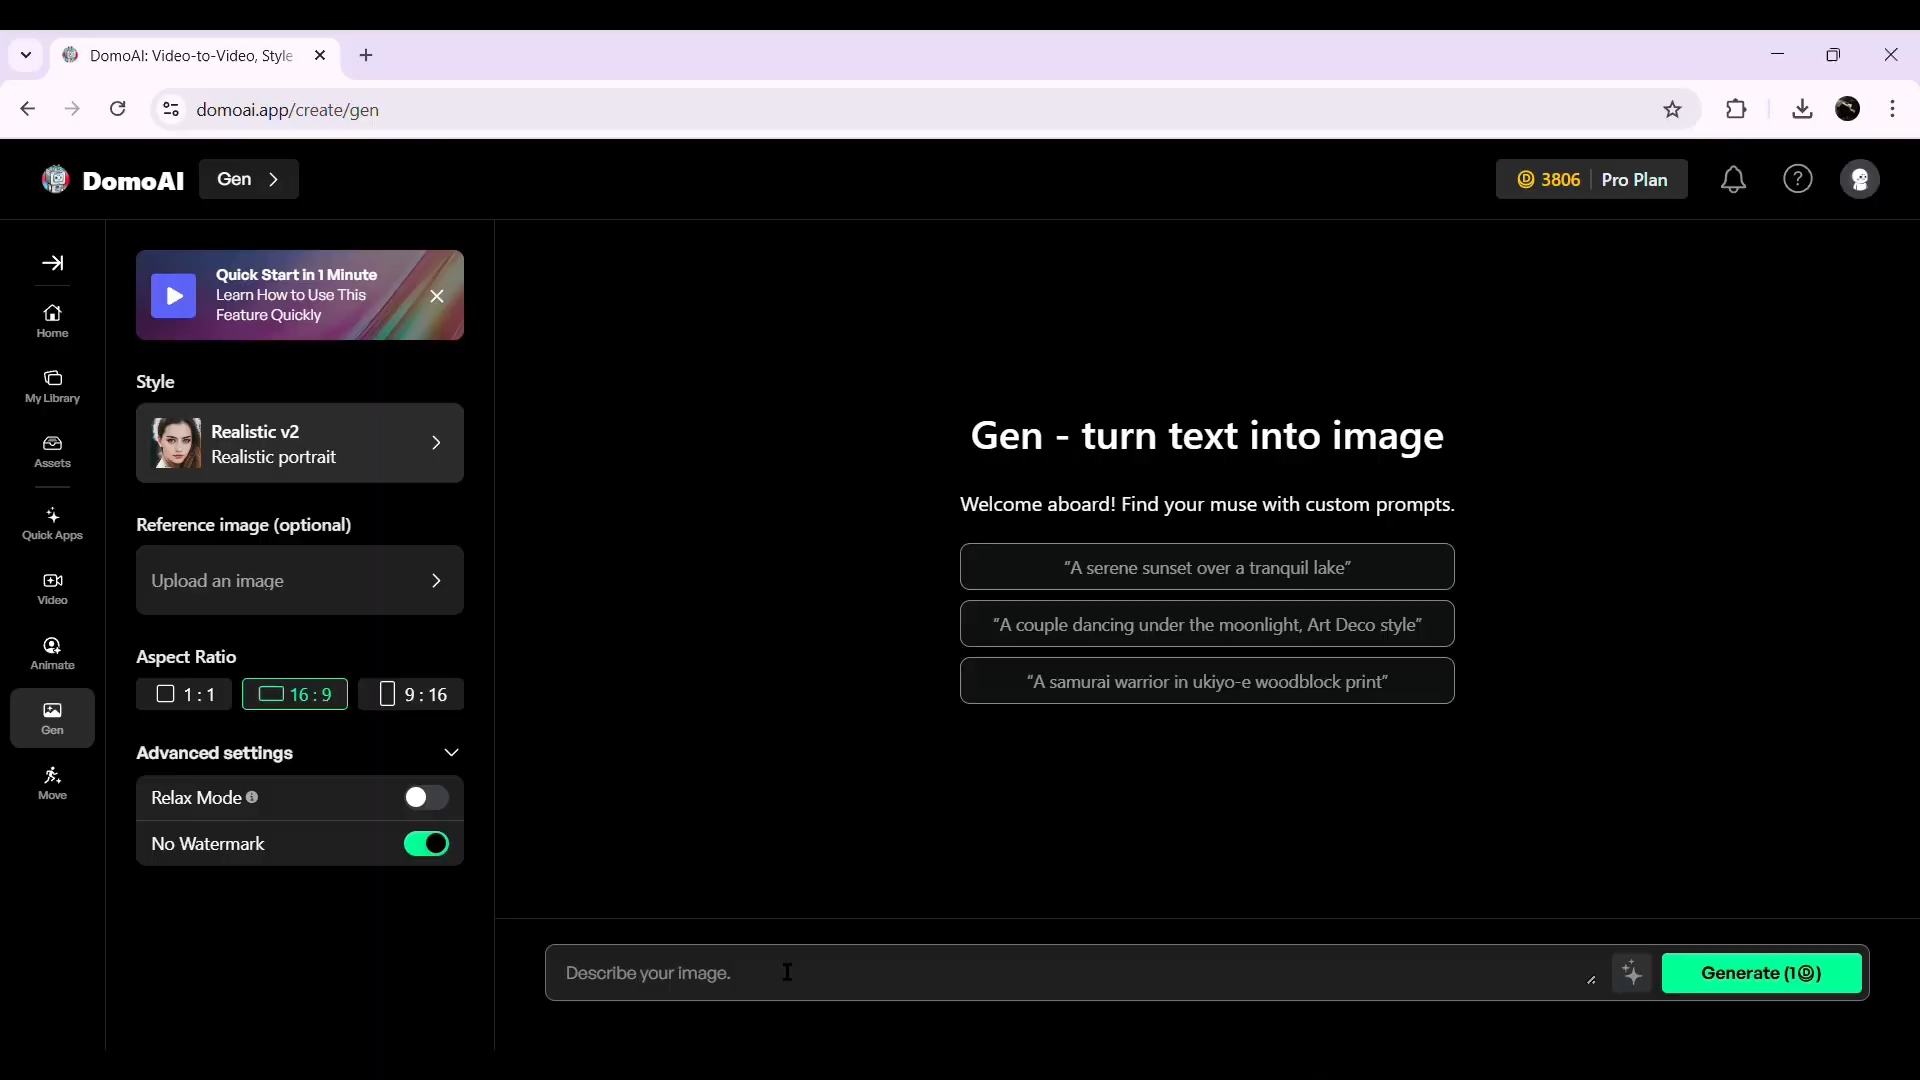 DomoAI: Video-to-Video, Style
domoai.app/create/gen
DomoAI
Gen
3806
Pro Plan
Home
My Library
Assets
Quick Apps
Video
Animate
Gen
Move
Quick Start in 1 Minute
Learn How to Use This
Feature Quickly
Style
Realistic v2
Realistic portrait
Reference image (optional)
Upload an image
Aspect Ratio
1 : 1
16 : 9
9 : 16
Advanced settings
Relax Mode
No Watermark
Gen - turn text into image
Welcome aboard! Find your muse with custom prompts.
"A serene sunset over a tranquil lake"
"A couple dancing under the moonlight, Art Deco style"
"A samurai warrior in ukiyo-e woodblock print"
Describe your image.
Generate (1)